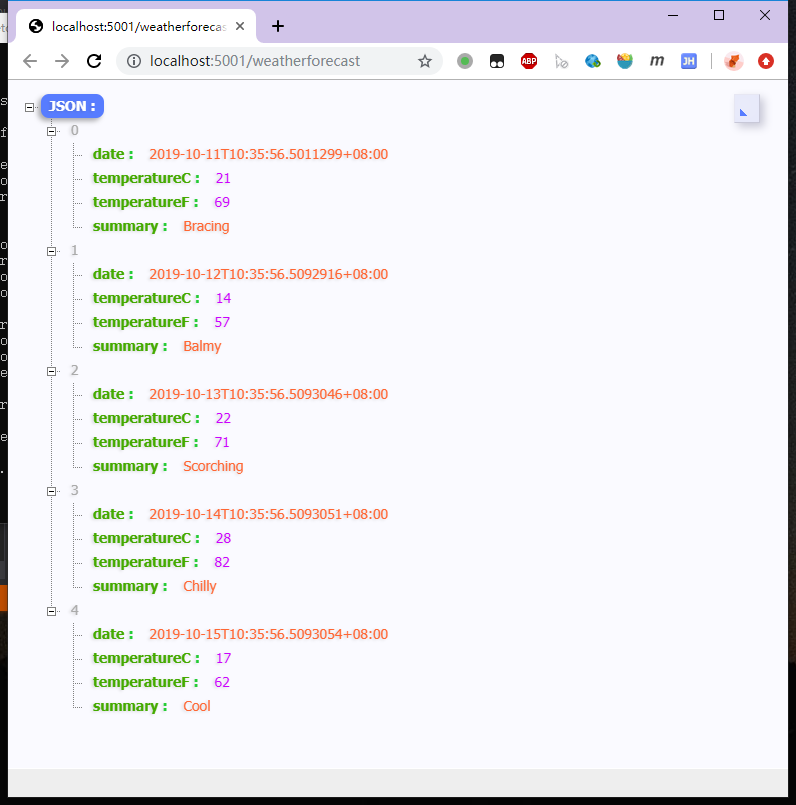 localhost:5001/weatherforecas
localhost:5001/weatherforecast
ABP
m
JH
JSON :
0
date : 2019-10-11T10:35:56.5011299+08:00
temperatureC : 21
temperatureF : 69
summary : Bracing
1
date : 2019-10-12T10:35:56.5092916+08:00
temperatureC : 14
temperatureF : 57
summary : Balmy
2
date : 2019-10-13T10:35:56.5093046+08:00
temperatureC : 22
temperatureF : 71
summary : Scorching
3
date : 2019-10-14T10:35:56.5093051+08:00
temperatureC : 28
temperatureF : 82
summary : Chilly
4
date : 2019-10-15T10:35:56.5093054+08:00
temperatureC : 17
temperatureF : 62
summary : Cool